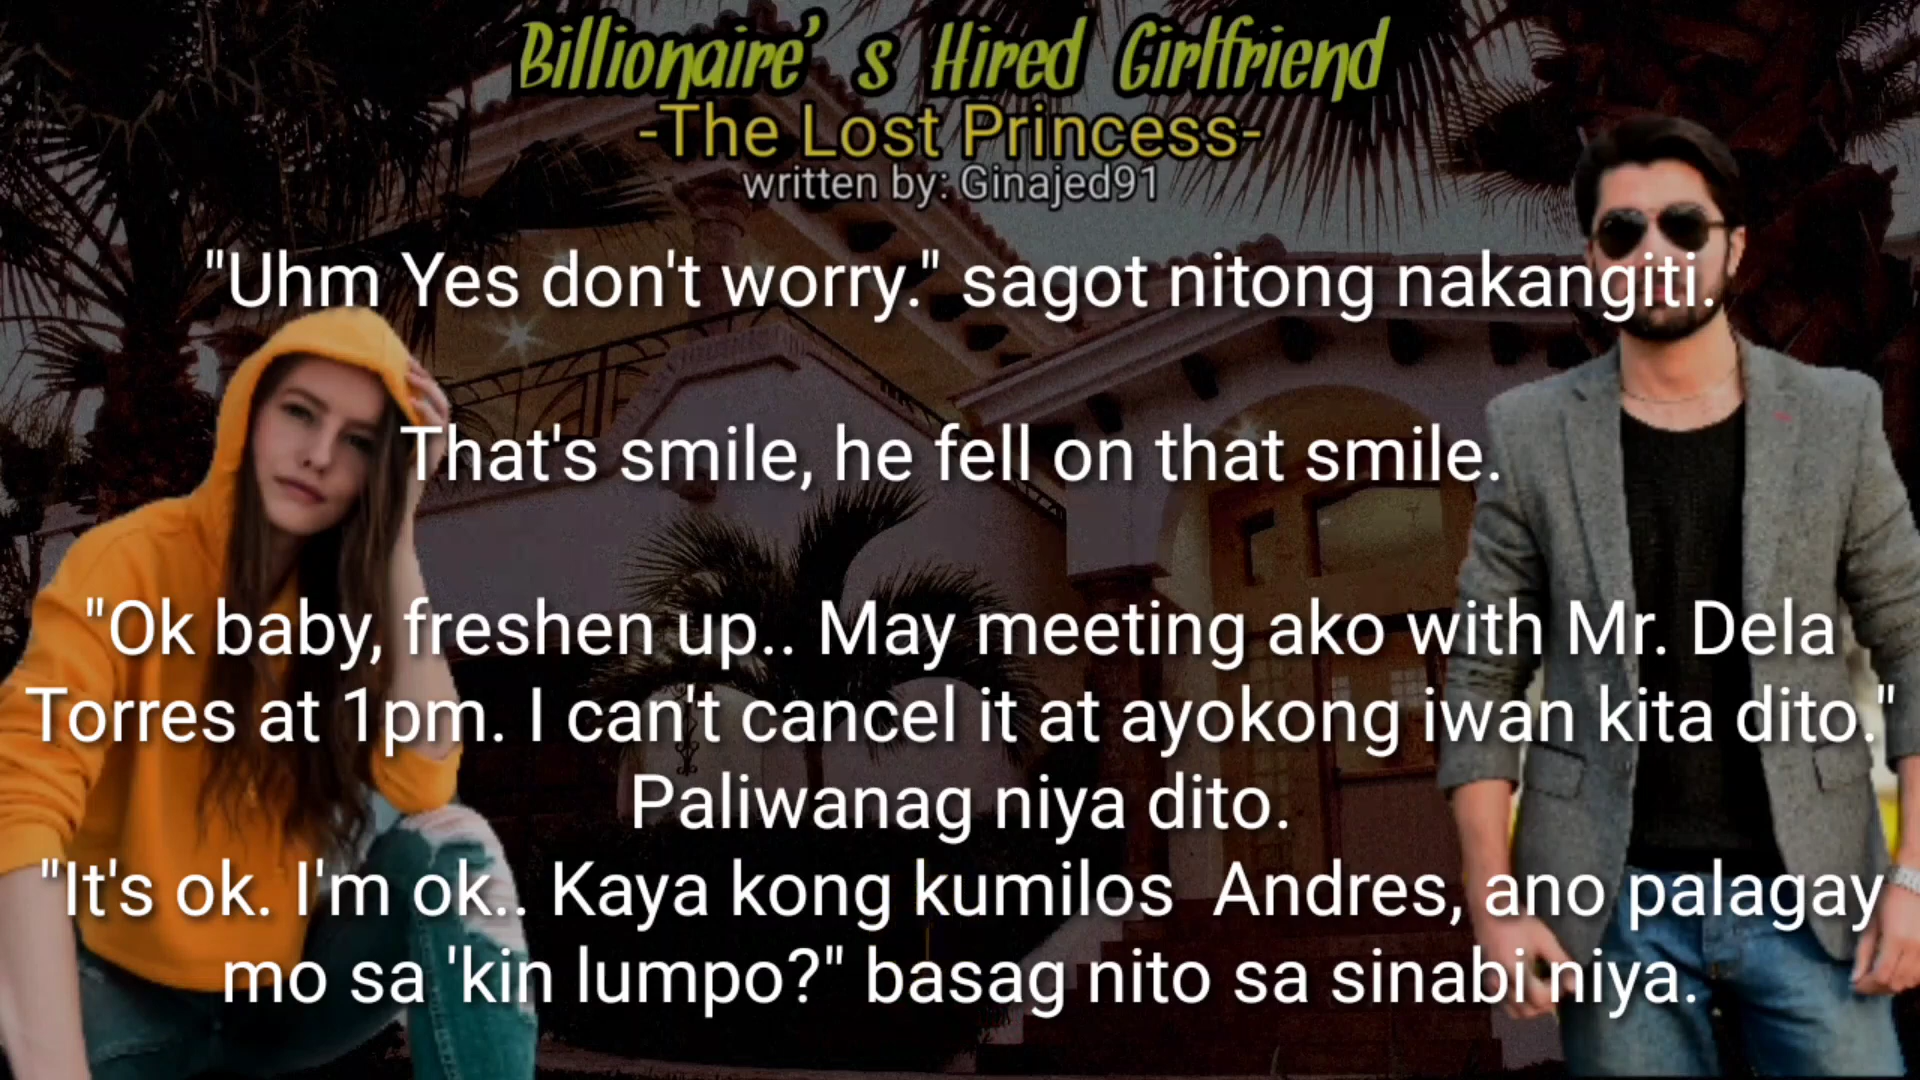 Billionaire' s Hired Girlfriend
-The Lost Princess-
written by: Ginajed91
"Uhm Yes don't worry." sagot nitong nakangiti.
That's smile, he fell on that smile.
"Ok baby, freshen up.. May meeting ako with Mr. Dela
Torres at 1pm. I can't cancel it at ayokong iwan kita dito."
Paliwanag niya dito.
"It's ok. I'm ok.. Kaya kong kumilos  Andres, ano palagay
mo sa 'kin lumpo?" basag nito sa sinabi niya.